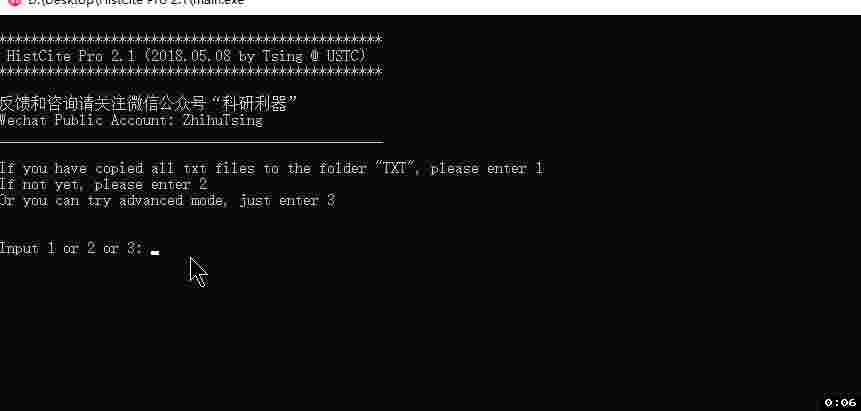 D:\Desktop\HistCite Pro 2.1\main.exe
************************************************
HistCite Pro 2.1 (2018.05.08 by Tsing @ USTC)
************************************************
反馈和咨询请关注微信公众号“科研利器”
Wechat Public Account: ZhihuTsing
________________________________________________
If you have copied all txt files to the folder "TXT", please enter 1
If not yet, please enter 2
Or you can try advanced mode, just enter 3
Input 1 or 2 or 3:
0:06